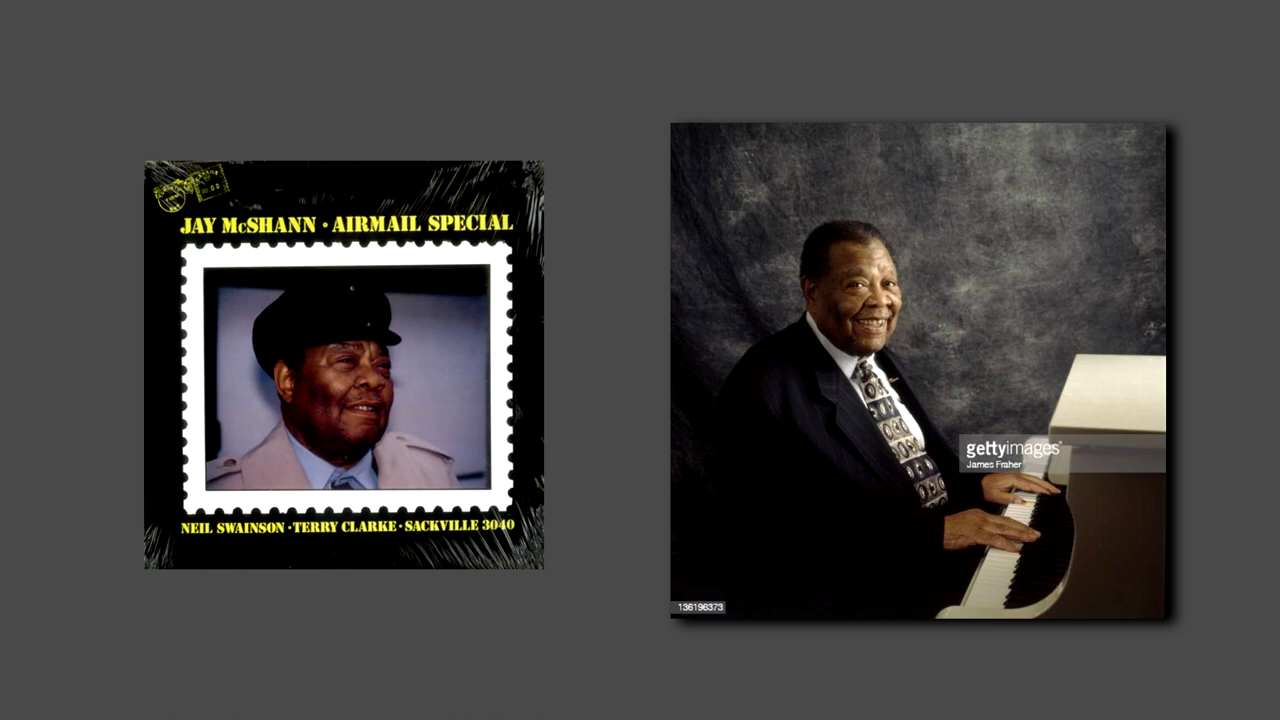 JAY McSHANN • AIRMAIL SPECIAL
NEIL SWAINSON • TERRY CLARKE • SACKVILLE 3040
gettyimages®
James Fraher
136196373